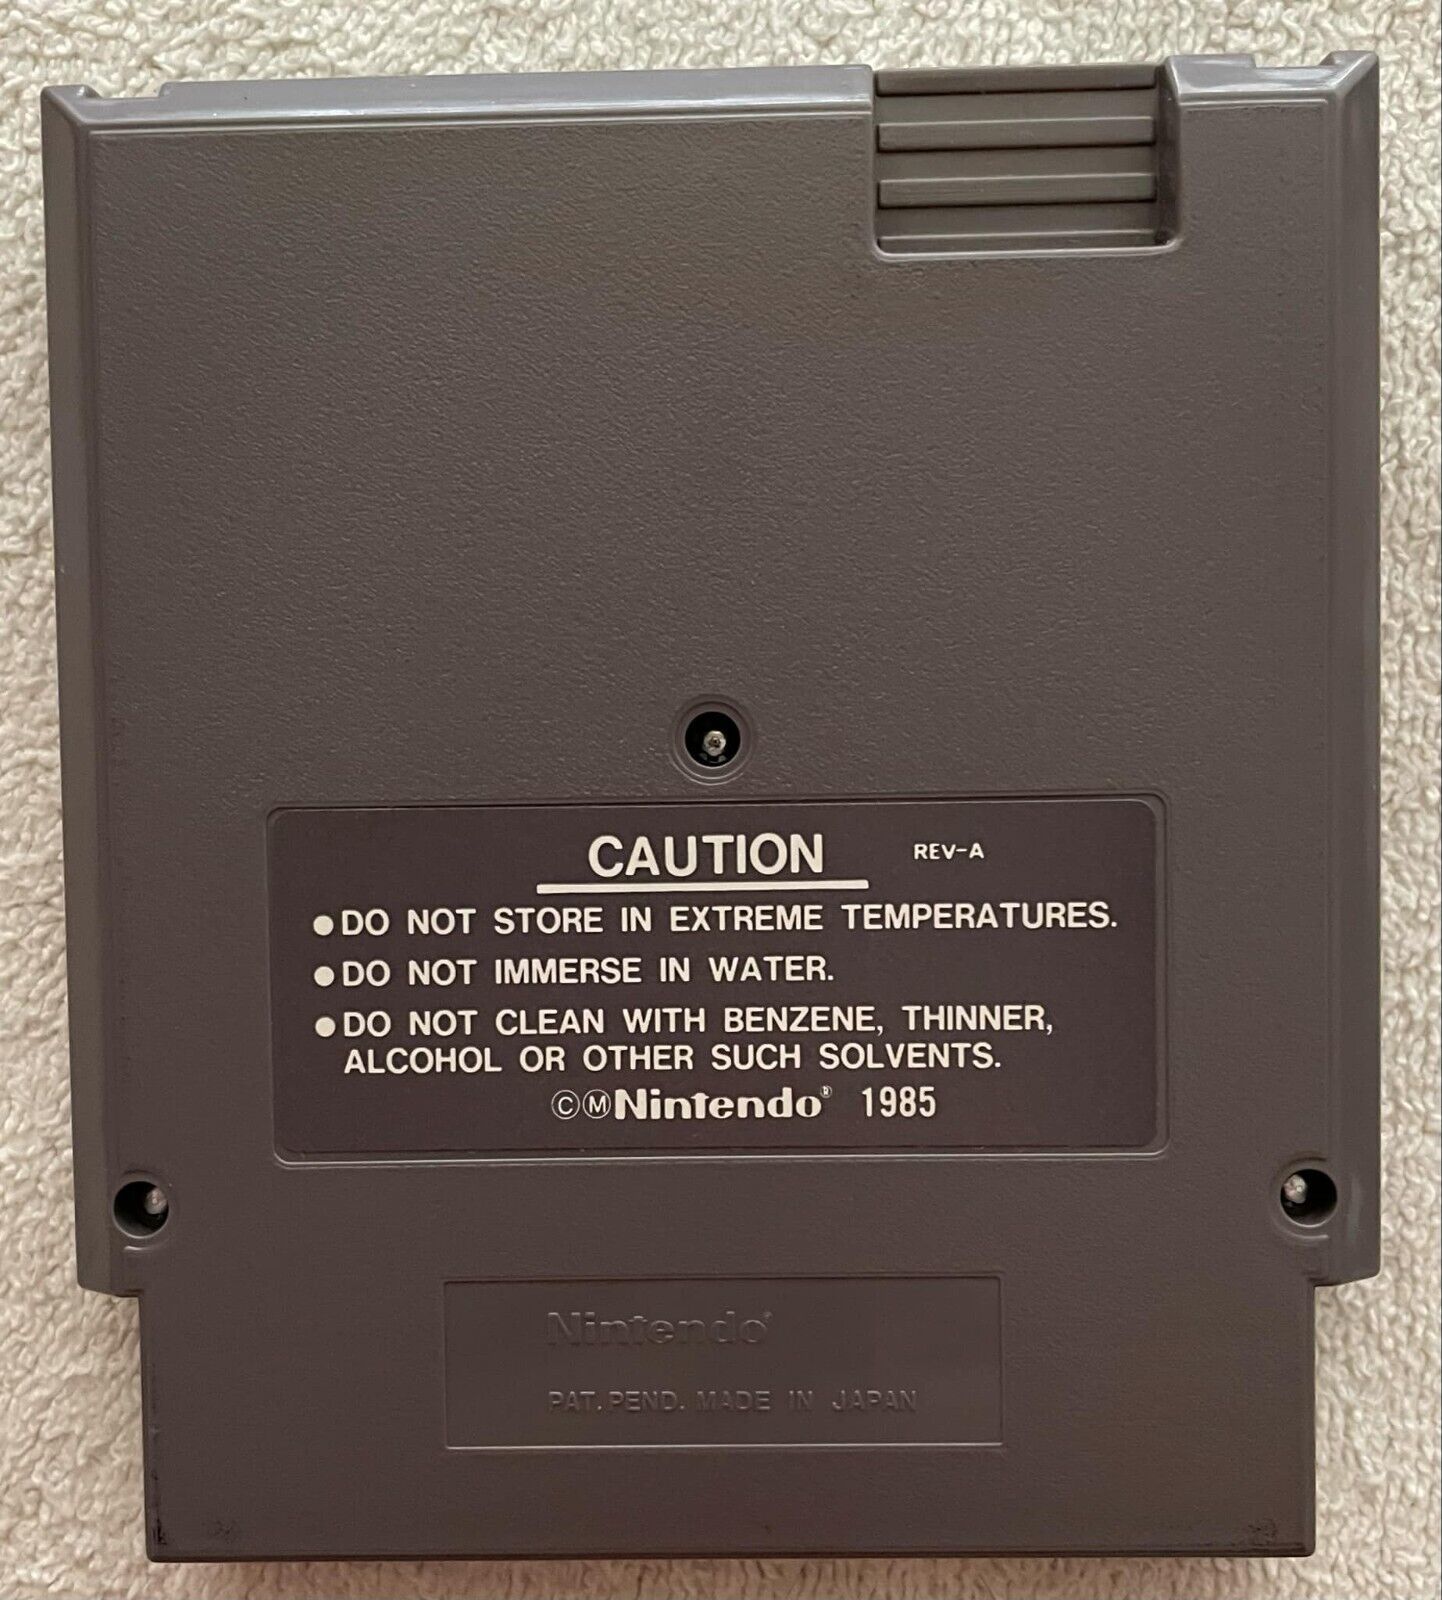 CAUTION REV-A
●DO NOT STORE IN EXTREME TEMPERATURES.
●DO NOT IMMERSE IN WATER.
●DO NOT CLEAN WITH BENZENE, THINNER,
ALCOHOL OR OTHER SUCH SOLVENTS.
©ⓂNintendo® 1985
Nintendo®
PAT. PEND. MADE IN JAPAN